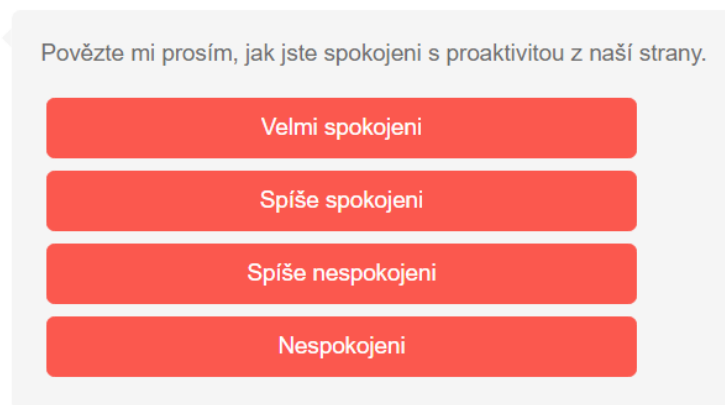 Povězte mi prosím, jak jste spokojeni s proaktivitou z naší strany.
Velmi spokojeni
Spíše spokojeni
Spíše nespokojeni
Nespokojeni